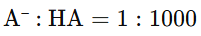 A⁻ : HA = 1 : 1000